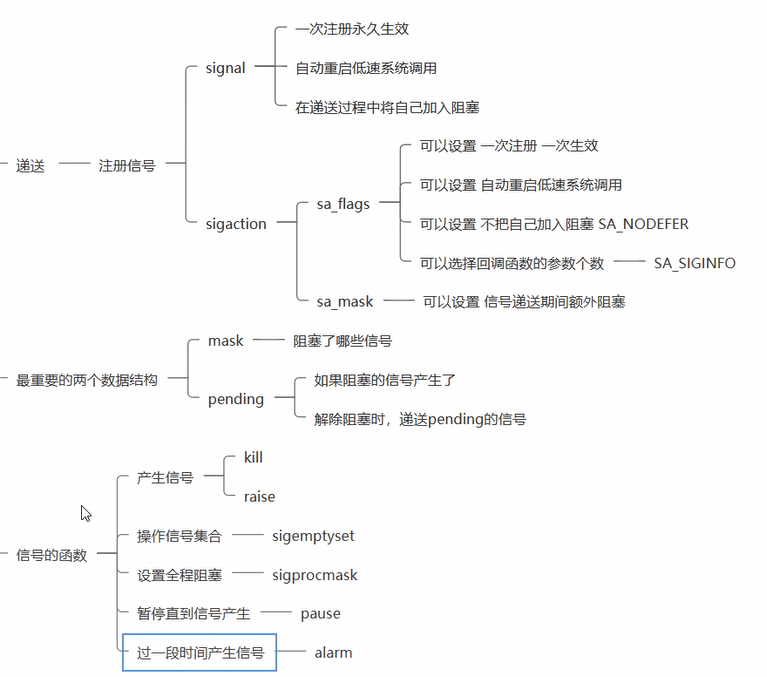 一次注册永久生效
signal
自动重启低速系统调用
在递送过程中将自己加入阻塞
递送
注册信号
可以设置 一次注册 一次生效
可以设置 自动重启低速系统调用
sa_flags
sigaction
可以设置 不把自己加入阻塞 SA_NODEFER
可以选择回调函数的参数个数
SA_SIGINFO
sa_mask
可以设置 信号递送期间额外阻塞
最重要的两个数据结构
mask
阻塞了哪些信号
pending
如果阻塞的信号产生了
解除阻塞时，递送pending的信号
信号的函数
产生信号
kill
raise
操作信号集合
sigemptyset
设置全程阻塞
sigprocmask
暂停直到信号产生
pause
过一段时间产生信号
alarm